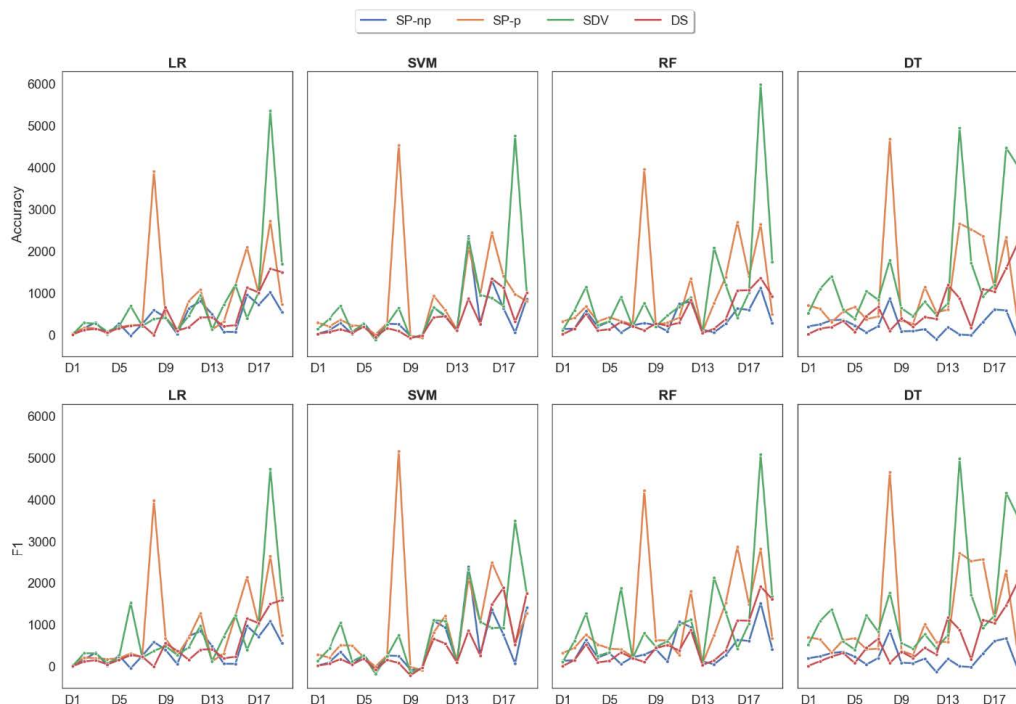 SP-np SP-p SDV DS
LR SVM RF DT
6000
5000
4000
3000
2000
1000
0
Accuracy
D1 D5 D9 D13 D17 D1 D5 D9 D13 D17 D1 D5 D9 D13 D17 D1 D5 D9 D13 D17
LR SVM RF DT
6000
5000
4000
3000
2000
1000
0
F1
D1 D5 D9 D13 D17 D1 D5 D9 D13 D17 D1 D5 D9 D13 D17 D1 D5 D9 D13 D17